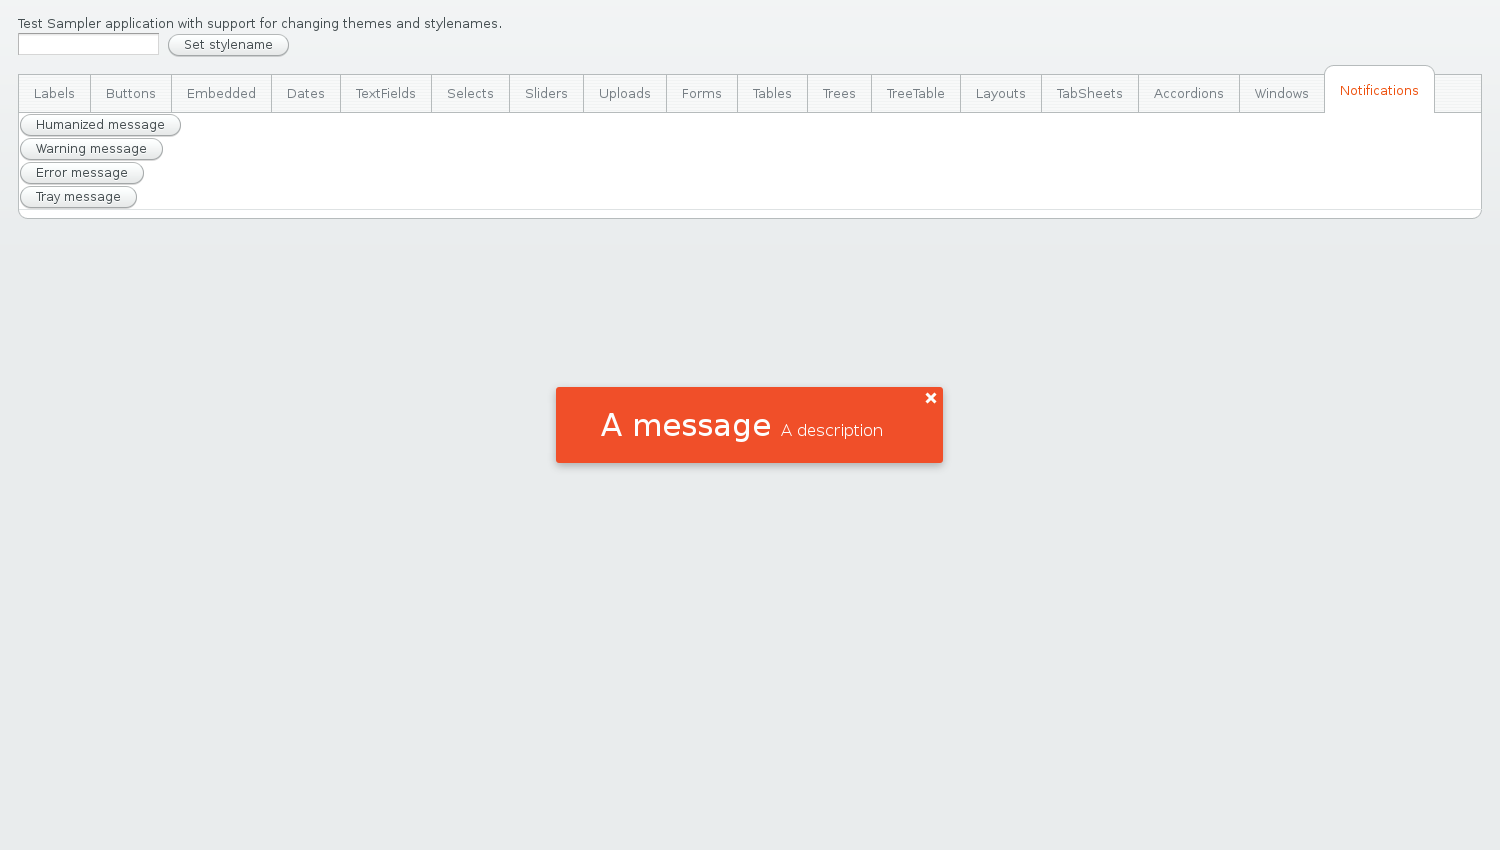 Test Sampler application with support for changing themes and stylenames.
Set stylename
Labels Buttons Embedded Dates TextFields Selects Sliders Uploads Forms Tables Trees TreeTable Layouts TabSheets Accordions Windows Notifications
Humanized message
Warning message
Error message
Tray message
A message A description